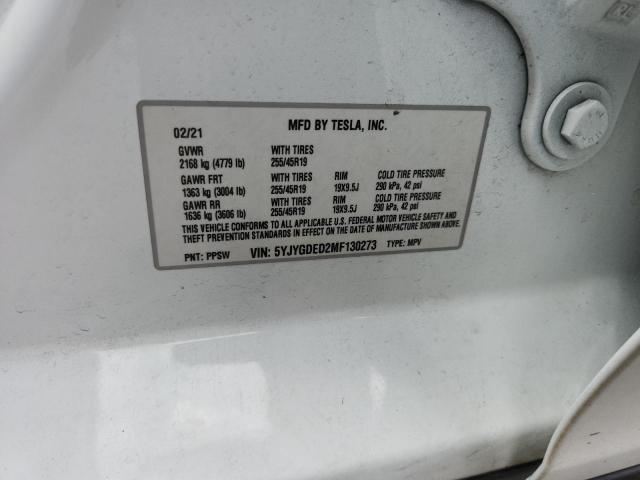 02/21 MFD BY TESLA, INC.
GVWR WITH TIRES
2168 kg (4779 lb) 255/45R19
GAWR FRT WITH TIRES RIM COLD TIRE PRESSURE
1363 kg (3004 lb) 255/45R19 19X9.5J 290 kPa, 42 psi
GAWR RR WITH TIRES RIM COLD TIRE PRESSURE
1636 kg (3606 lb) 255/45R19 19X9.5J 290 kPa, 42 psi
THIS VEHICLE CONFORMS TO ALL APPLICABLE U.S. FEDERAL MOTOR VEHICLE SAFETY AND
THEFT PREVENTION STANDARDS IN EFFECT ON THE DATE OF MANUFACTURE SHOWN ABOVE.
PNT: PPSW VIN: 5YJYGDED2MF130273 TYPE: MPV